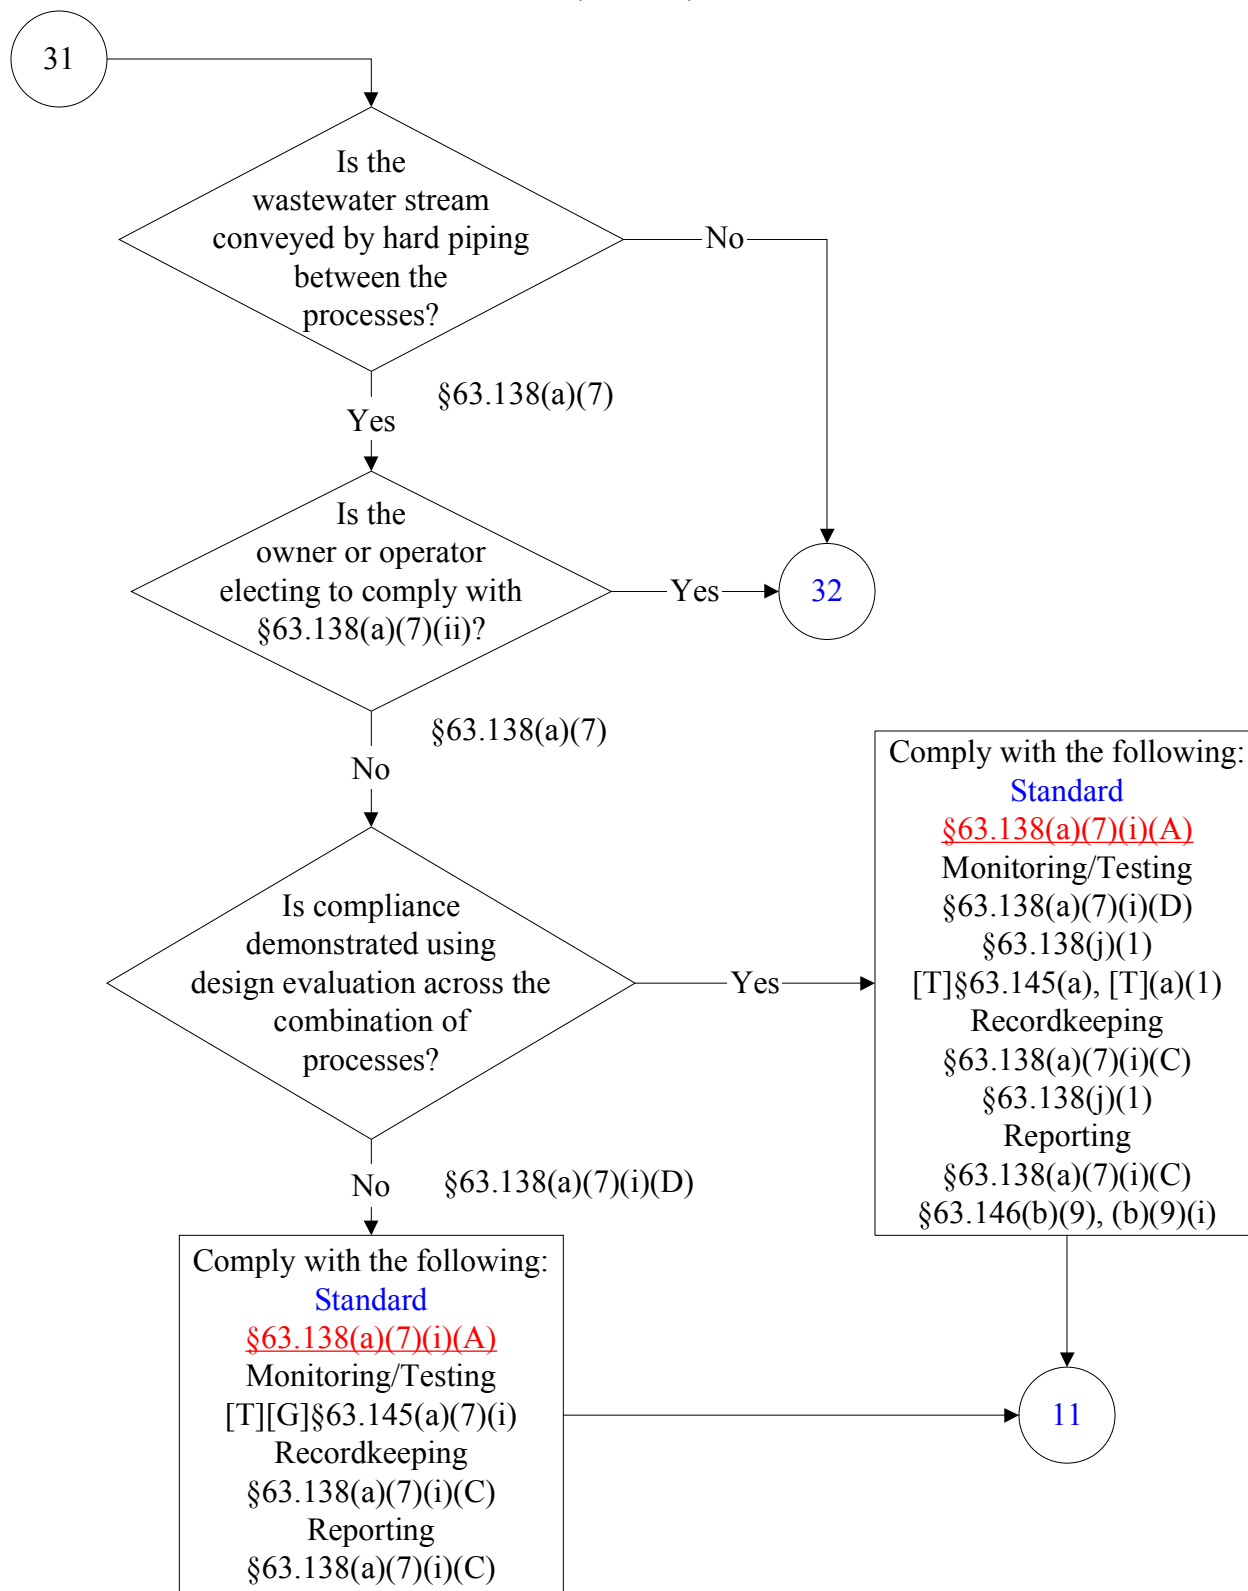 31
Is the
wastewater stream
conveyed by hard piping
between the
processes?
No
§63.138(a)(7)
Yes
Is the
owner or operator
electing to comply with
§63.138(a)(7)(ii)?
Yes
32
§63.138(a)(7)
No
Is compliance
demonstrated using
design evaluation across the
combination of
processes?
Yes
Comply with the following:
Standard
§63.138(a)(7)(i)(A)
Monitoring/Testing
§63.138(a)(7)(i)(D)
§63.138(j)(1)
[T]§63.145(a), [T](a)(1)
Recordkeeping
§63.138(a)(7)(i)(C)
§63.138(j)(1)
Reporting
§63.138(a)(7)(i)(C)
§63.146(b)(9), (b)(9)(i)
No
§63.138(a)(7)(i)(D)
Comply with the following:
Standard
§63.138(a)(7)(i)(A)
Monitoring/Testing
[T][G]§63.145(a)(7)(i)
Recordkeeping
§63.138(a)(7)(i)(C)
Reporting
§63.138(a)(7)(i)(C)
11